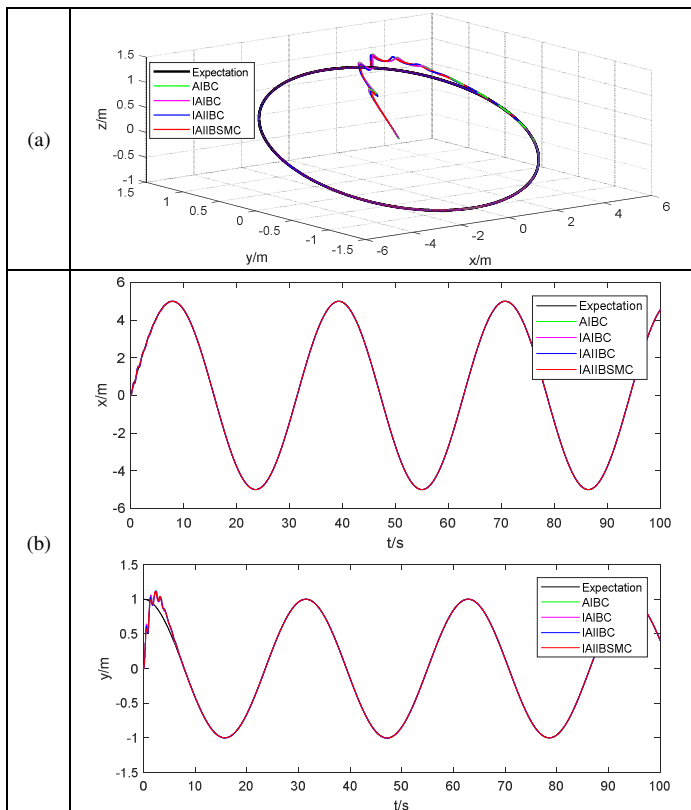 (a)
1.5
1
0.5
0
-0.5
-1
z/m
Expectation
AIBC
IAIBC
IAIIBC
IAIIBSMC
1.5
1
0.5
0
-0.5
-1
-1.5
y/m
-6
-4
-2
0
2
4
6
x/m
(b)
6
4
2
0
-2
-4
-6
x/m
Expectation
AIBC
IAIBC
IAIIBC
IAIIBSMC
0
10
20
30
40
50
60
70
80
90
100
t/s
1.5
1
0.5
0
-0.5
-1
-1.5
y/m
Expectation
AIBC
IAIBC
IAIIBC
IAIIBSMC
0
10
20
30
40
50
60
70
80
90
100
t/s